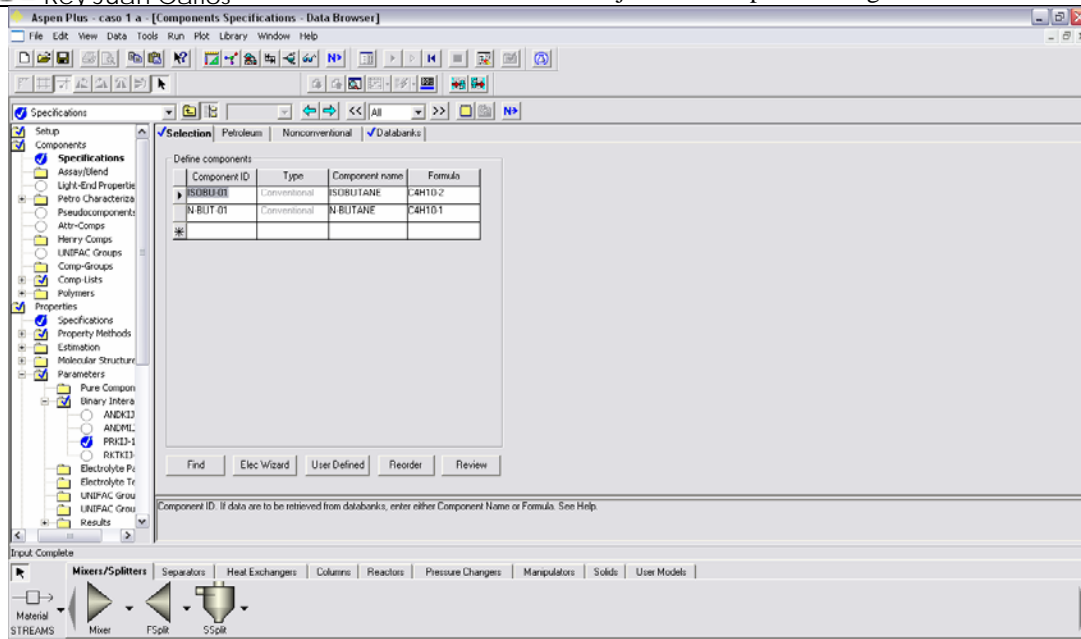 Rey Juan Carlos
Aspen Plus - caso 1 a - [Components Specifications - Data Browser]
File Edit View Data Tools Run Plot Library Window Help
N>
Specifications
All
<< >> N>
Selection Petroleum Nonconventional Databanks
Setup
Components
Specifications
Assay/Blend
Light-End Propertie
Petro Characteriza
Pseudocomponents
Attr-Comps
Henry Comps
UNIFAC Groups
Comp-Groups
Comp-Lists
Polymers
Properties
Specifications
Property Methods
Estimation
Molecular Structure
Parameters
Pure Compon
Binary Intera
ANDKIJ
ANDMIJ
PRKIJ-1
RKTKIJ-
Electrolyte Pa
Electrolyte Te
UNIFAC Grou
UNIFAC Grou
Results
Define components
Component ID Type Component name Formula
ISOBU-01 Conventional ISOBUTANE C4H10-2
N-BUT-01 Conventional N-BUTANE C4H10-1
Find Elec Wizard User Defined Reorder Review
Component ID. If data are to be retrieved from databanks, enter either Component Name or Formula. See Help.
Input Complete
Mixers/Splitters Separators Heat Exchangers Columns Reactors Pressure Changers Manipulators Solids User Models
Material
STREAMS Mixer FSplit SSplit